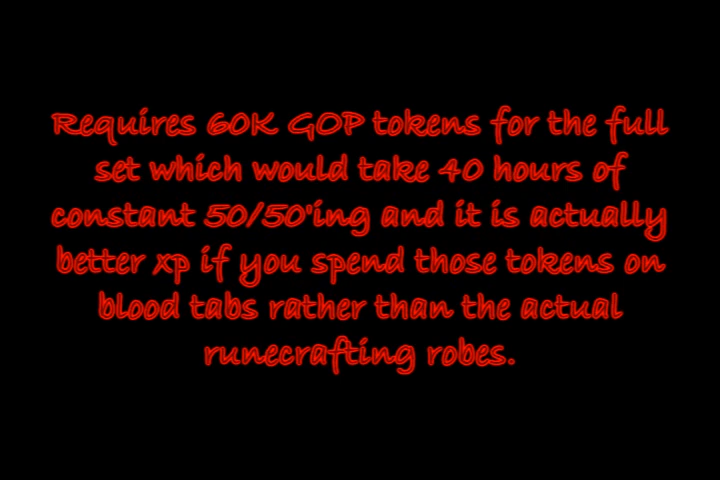 Requires 60K GOP tokens for the full
set which would take 40 hours of
constant 50/50'ing and it is actually
better xp if you spend those tokens on
blood tabs rather than the actual
runecrafting robes.